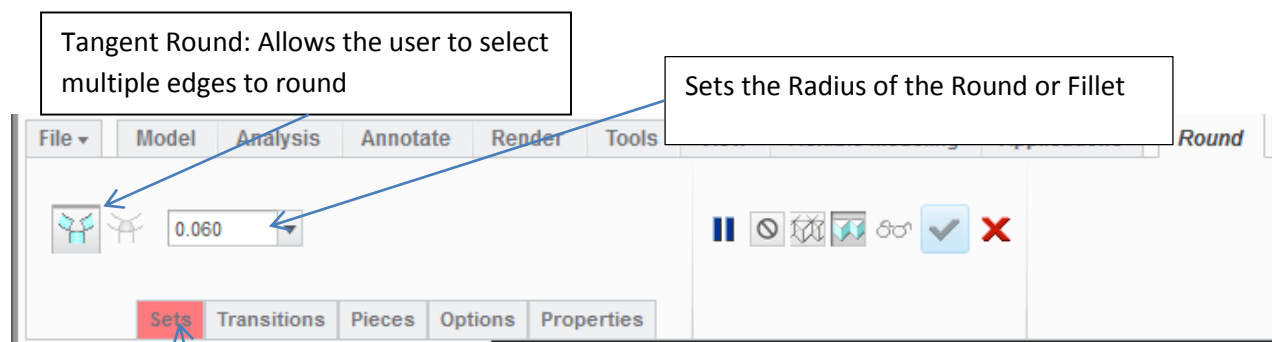 Tangent Round: Allows the user to select
multiple edges to round
Sets the Radius of the Round or Fillet
File Model Analysis Annotate Render Tools Round
0.060
Sets Transitions Pieces Options Properties